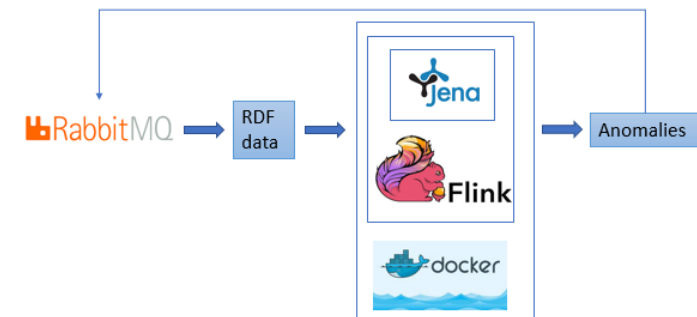 RabbitMQ
RDF
data
Jena
Flink
docker
Anomalies